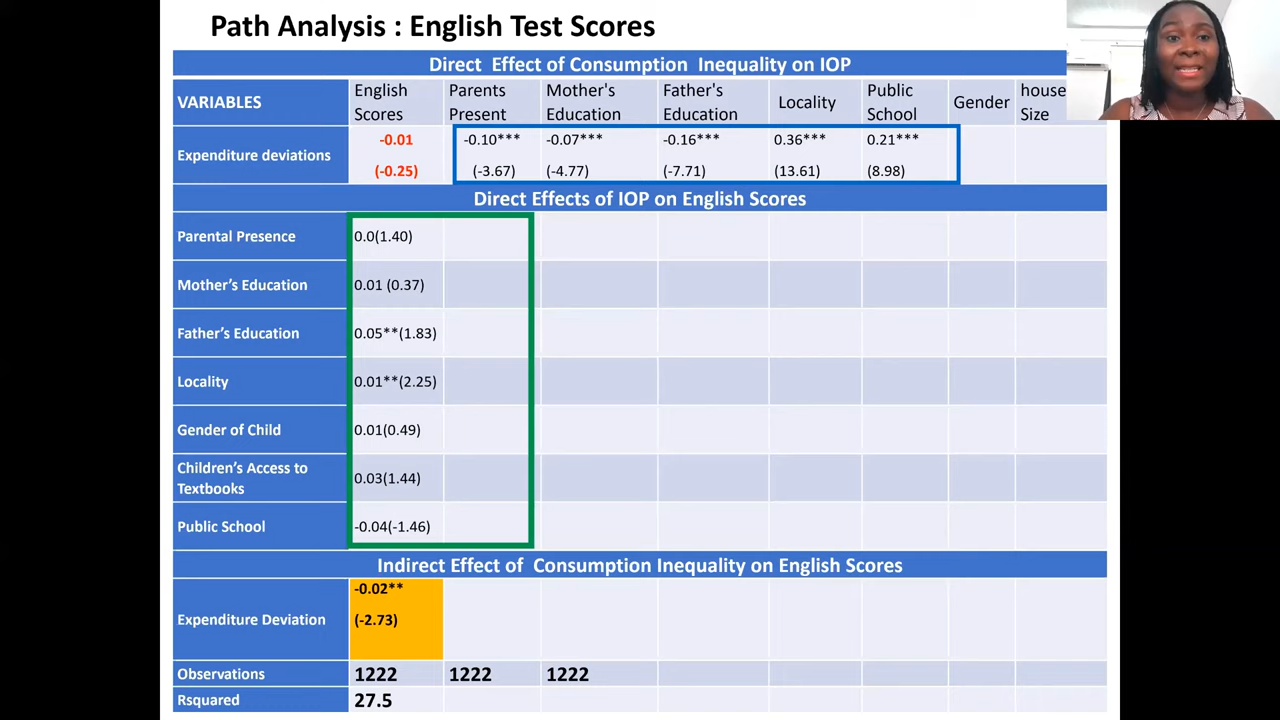 Path Analysis : English Test Scores
Direct Effect of Consumption Inequality on IOP
VARIABLES
English Scores
Parents Present
Mother's Education
Father's Education
Locality
Public School
Gender
house Size
Expenditure deviations
-0.01
(-0.25)
-0.10***
(-3.67)
-0.07***
(-4.77)
-0.16***
(-7.71)
0.36***
(13.61)
0.21***
(8.98)
Direct Effects of IOP on English Scores
Parental Presence
0.0(1.40)
Mother’s Education
0.01 (0.37)
Father’s Education
0.05**(1.83)
Locality
0.01**(2.25)
Gender of Child
0.01(0.49)
Children’s Access to
Textbooks
0.03(1.44)
Public School
-0.04(-1.46)
Indirect Effect of Consumption Inequality on English Scores
Expenditure Deviation
-0.02**
(-2.73)
Observations
1222
1222
1222
Rsquared
27.5